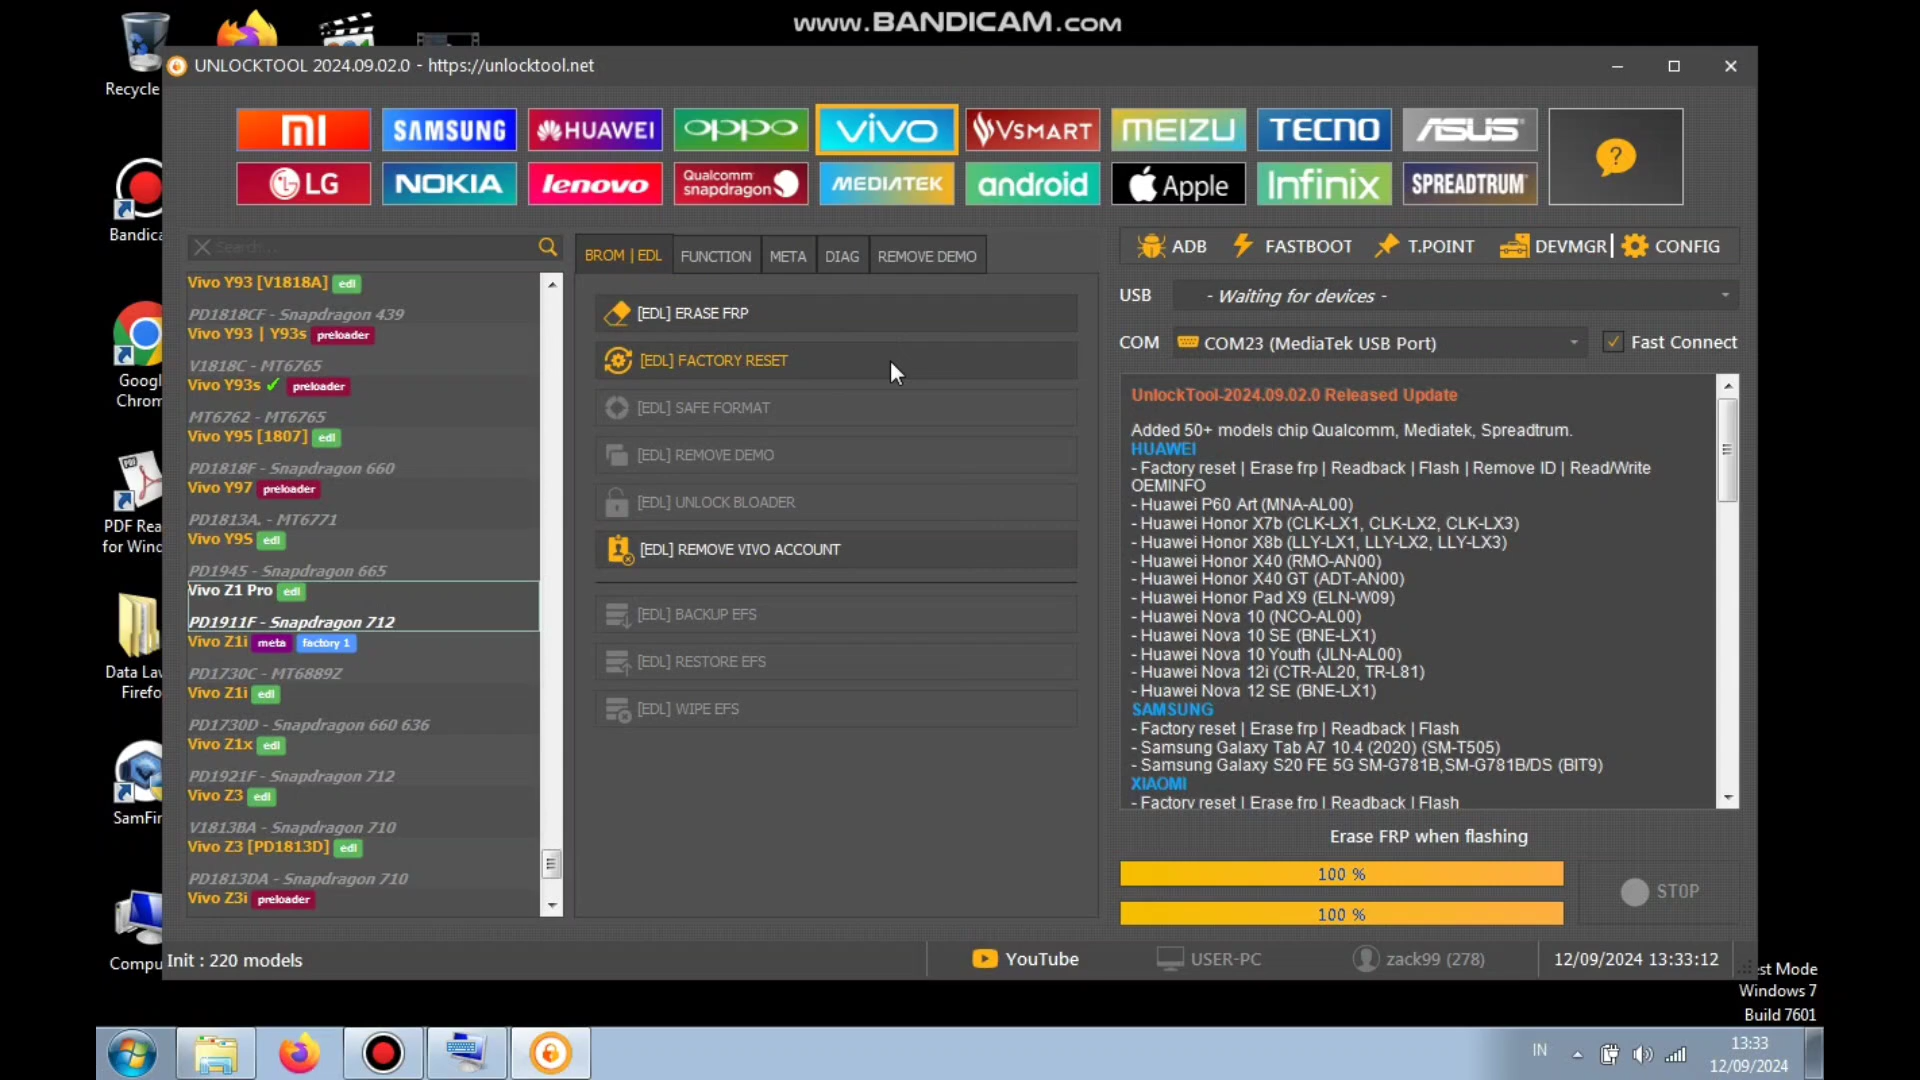 www.BANDICAM.com
Recycle
UNLOCKTOOL 2024.09.02.0 - https://unlocktool.net
mi
SAMSUNG
HUAWEI
oppo
vivo
VSMART
MEIZU
TECNO
ASUS
?
LG
NOKIA
lenovo
Qualcomm
snapdragon
MEDIATEK
android
Apple
Infinix
SPREADTRUM
Bandica
Googl
Chrom
PDF Rea
for Wind
Data Law
Firefo
SamFir
Compu
Search...
Vivo Y93 [V1818A] edl
PD1818CF - Snapdragon 439
Vivo Y93 | Y93s preloader
V1818C - MT6765
Vivo Y93s ✓ preloader
MT6762 - MT6765
Vivo Y95 [1807] edl
PD1818F - Snapdragon 660
Vivo Y97 preloader
PD1813A. - MT6771
Vivo Y9S edl
PD1945 - Snapdragon 665
Vivo Z1 Pro edl
PD1911F - Snapdragon 712
Vivo Z1i meta factory 1
PD1730C - MT6889Z
Vivo Z1i edl
PD1730D - Snapdragon 660 636
Vivo Z1x edl
PD1921F - Snapdragon 712
Vivo Z3 edl
V1813BA - Snapdragon 710
Vivo Z3 [PD1813D] edl
PD1813DA - Snapdragon 710
Vivo Z3i preloader
BROM | EDL
FUNCTION
META
DIAG
REMOVE DEMO
[EDL] ERASE FRP
[EDL] FACTORY RESET
[EDL] SAFE FORMAT
[EDL] REMOVE DEMO
[EDL] UNLOCK BLOADER
[EDL] REMOVE VIVO ACCOUNT
[EDL] BACKUP EFS
[EDL] RESTORE EFS
[EDL] WIPE EFS
ADB
FASTBOOT
T.POINT
DEVMGR
CONFIG
USB - Waiting for devices -
COM COM23 (MediaTek USB Port) ✓ Fast Connect
UnlockTool-2024.09.02.0 Released Update
Added 50+ models chip Qualcomm, Mediatek, Spreadtrum.
HUAWEI
- Factory reset | Erase frp | Readback | Flash | Remove ID | Read/Write
OEMINFO
- Huawei P60 Art (MNA-AL00)
- Huawei Honor X7b (CLK-LX1, CLK-LX2, CLK-LX3)
- Huawei Honor X8b (LLY-LX1, LLY-LX2, LLY-LX3)
- Huawei Honor X40 (RMO-AN00)
- Huawei Honor X40 GT (ADT-AN00)
- Huawei Honor Pad X9 (ELN-W09)
- Huawei Nova 10 (NCO-AL00)
- Huawei Nova 10 SE (BNE-LX1)
- Huawei Nova 10 Youth (JLN-AL00)
- Huawei Nova 12i (CTR-AL20, TR-L81)
- Huawei Nova 12 SE (BNE-LX1)
SAMSUNG
- Factory reset | Erase frp | Readback | Flash
- Samsung Galaxy Tab A7 10.4 (2020) (SM-T505)
- Samsung Galaxy S20 FE 5G SM-G781B,SM-G781B/DS (BIT9)
XIAOMI
- Factory reset | Erase frp | Readback | Flash
Erase FRP when flashing
100 %
100 %
STOP
Init : 220 models
YouTube
USER-PC
zack99 (278)
12/09/2024 13:33:12
st Mode
Windows 7
Build 7601
IN
13:33
12/09/2024